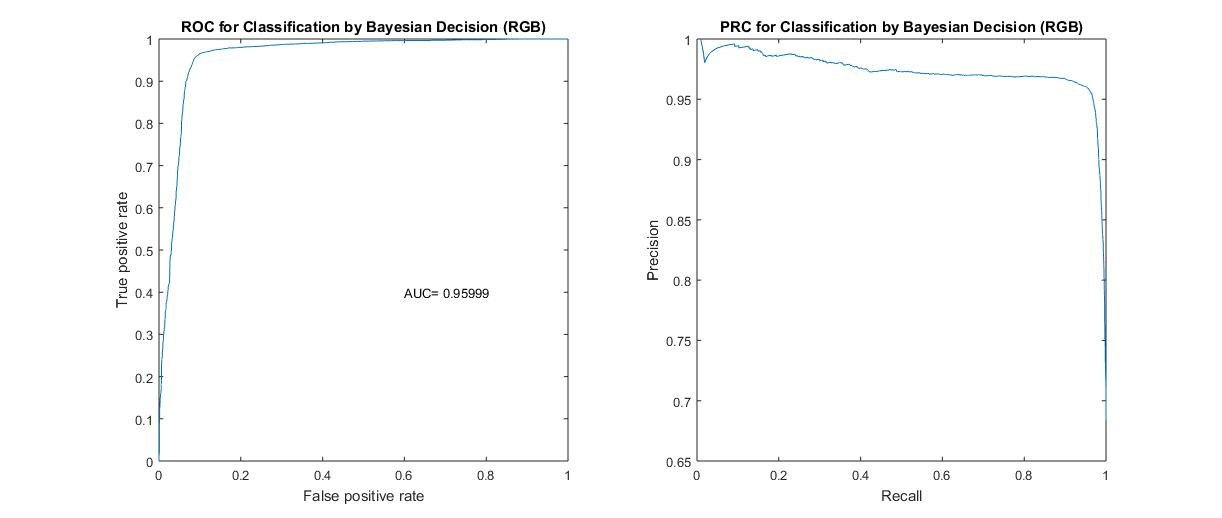 ROC for Classification by Bayesian Decision (RGB)
1
0.9
0.8
0.7
0.6
0.5
0.4
0.3
0.2
0.1
0
True positive rate
AUC= 0.95999
0 0.2 0.4 0.6 0.8 1
False positive rate
PRC for Classification by Bayesian Decision (RGB)
1
0.95
0.9
0.85
0.8
0.75
0.7
0.65
Precision
0 0.2 0.4 0.6 0.8 1
Recall